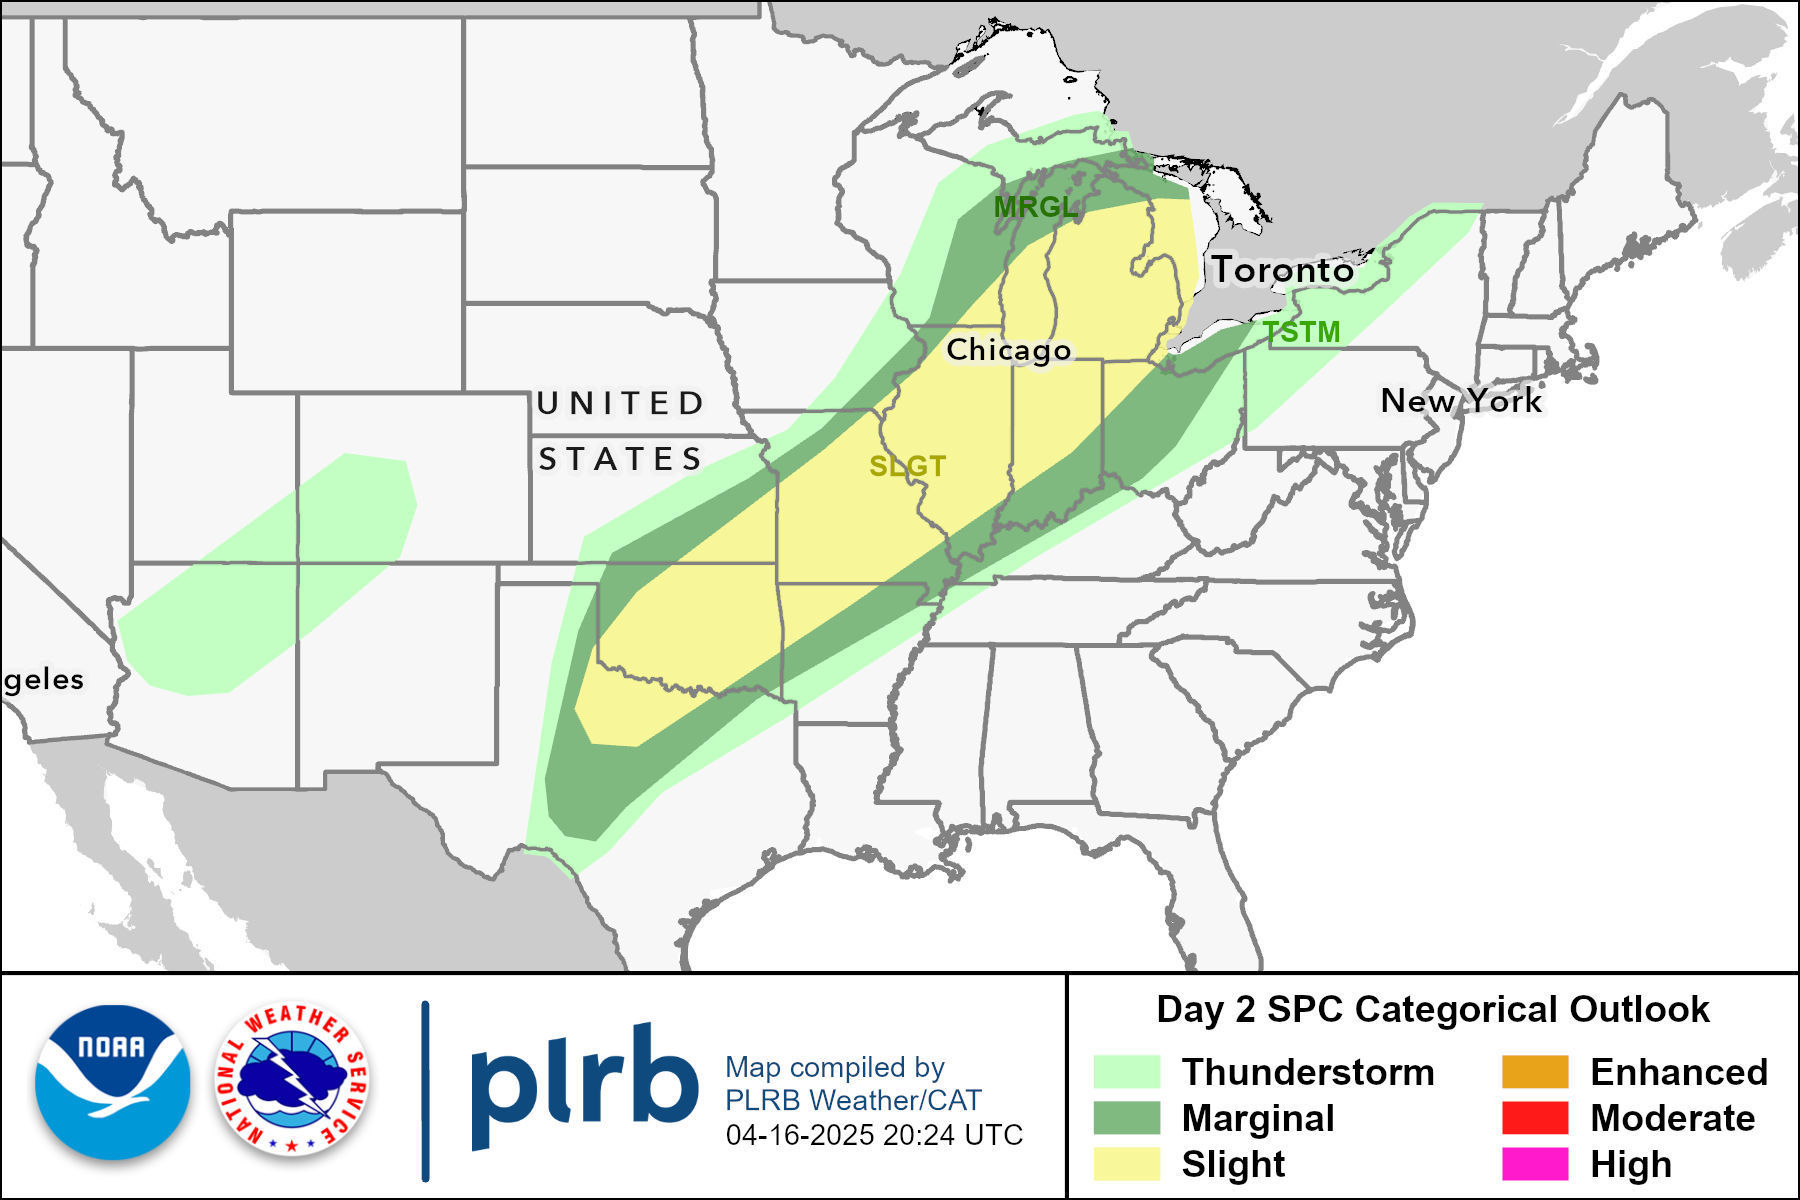 MRGL
Toronto
TSTM
Chicago
UNITED
STATES
New York
SLGT
geles
NOAA
NATIONAL WEATHER SERVICE
plrb
Map compiled by
PLRB Weather/CAT
04-16-2025 20:24 UTC
Day 2 SPC Categorical Outlook
Thunderstorm
Marginal
Slight
Enhanced
Moderate
High